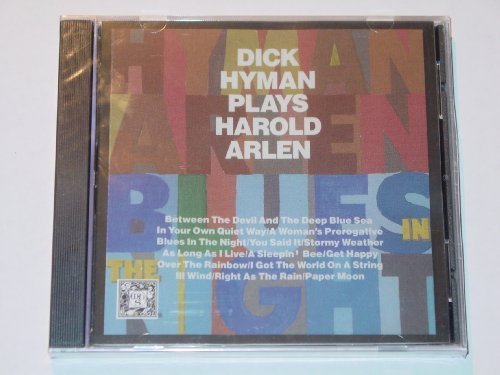 DICK
HYMAN
PLAYS
HAROLD
ARLEN
HYMAN
ARLEN
BLUES
IN
THE
NIGHT
Between The Devil And The Deep Blue Sea
In Your Own Quiet Way/A Woman's Prerogative
Blues In The Night/You Said It/Stormy Weather
As Long As I Live/A Sleepin' Bee/Get Happy
Over The Rainbow/I Got The World On A String
Ill Wind/Right As The Rain/Paper Moon